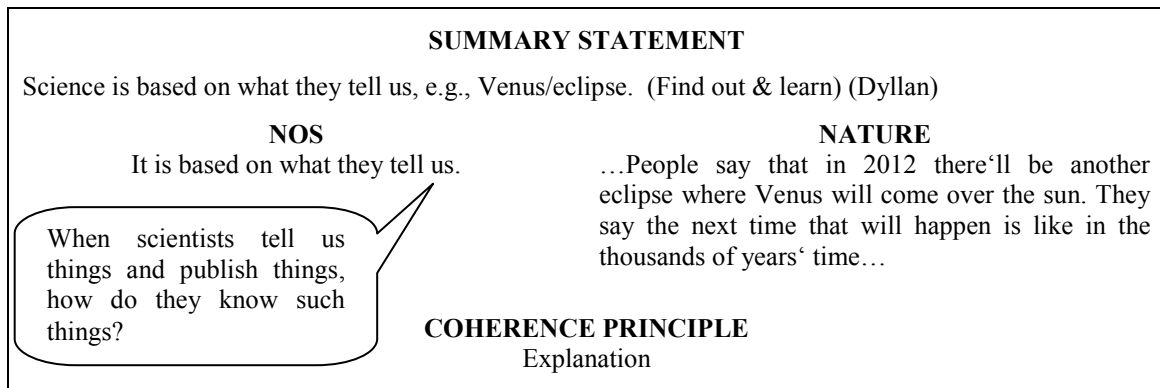 SUMMARY STATEMENT
Science is based on what they tell us, e.g., Venus/eclipse.  (Find out & learn) (Dyllan)
NOS
It is based on what they tell us.
When scientists tell us
things and publish things,
how do they know such
things?
NATURE
…People say that in 2012 there‘ll be another
eclipse where Venus will come over the sun. They
say the next time that will happen is like in the
thousands of years‘ time…
COHERENCE PRINCIPLE
Explanation